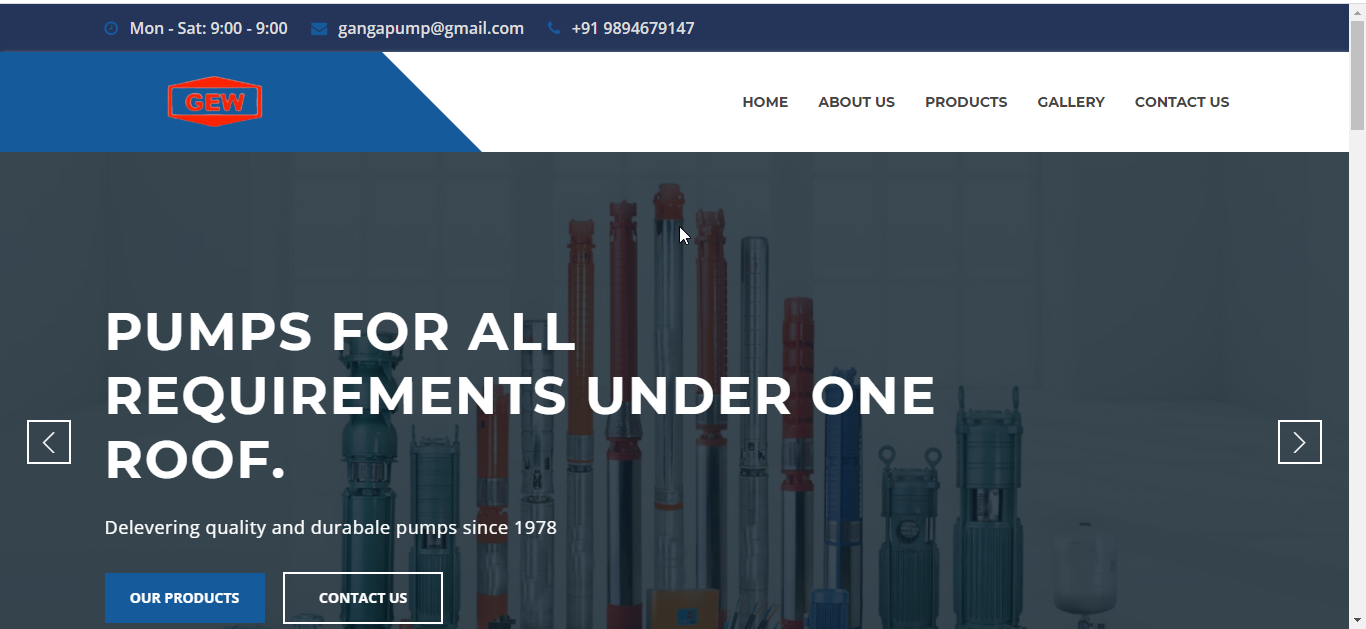 Mon - Sat: 9:00 - 9:00 gangapump@gmail.com +91 9894679147
GEW
HOME ABOUT US PRODUCTS GALLERY CONTACT US
PUMPS FOR ALL
REQUIREMENTS UNDER ONE
ROOF.
Delevering quality and durabale pumps since 1978
OUR PRODUCTS CONTACT US